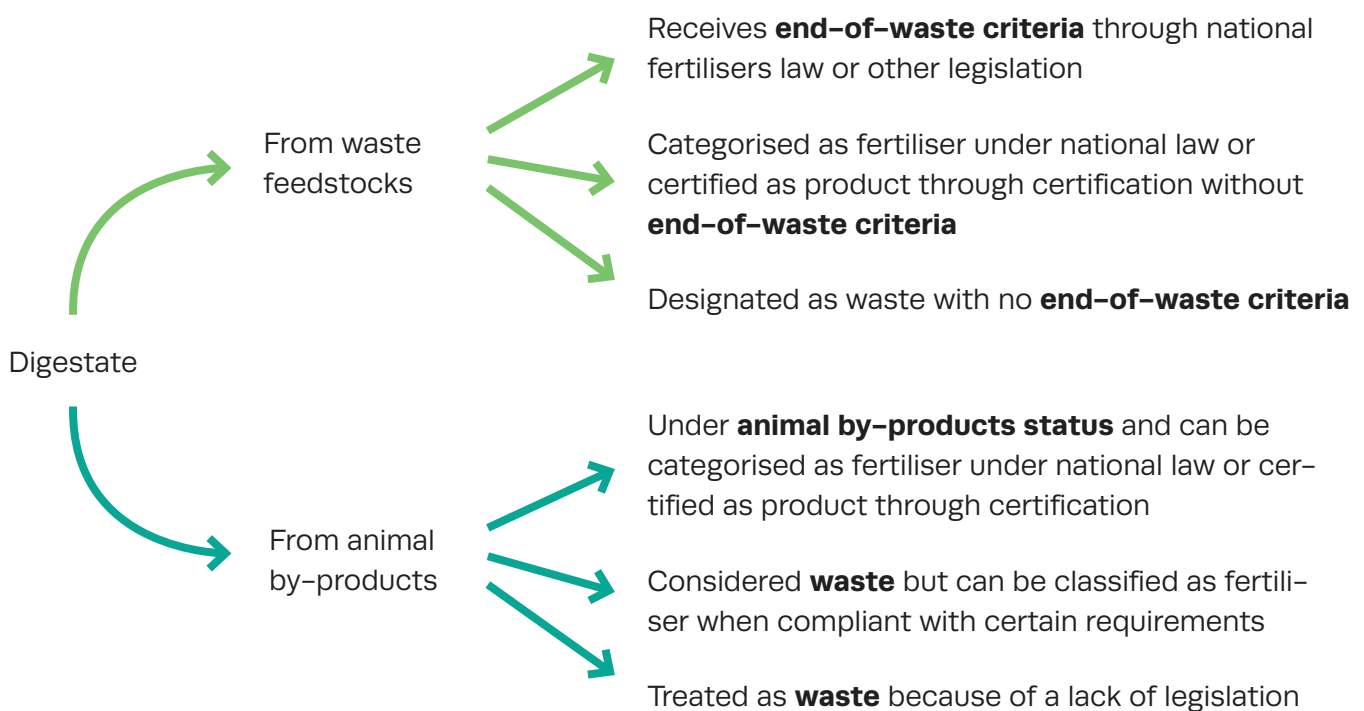 Receives end-of-waste criteria through national
fertilisers law or other legislation
From waste
feedstocks
Categorised as fertiliser under national law or
certified as product through certification without
end-of-waste criteria
Designated as waste with no end-of-waste criteria
Digestate
Under animal by-products status and can be
categorised as fertiliser under national law or cer-
tified as product through certification
From animal
by-products
Considered waste but can be classified as fertili-
ser when compliant with certain requirements
Treated as waste because of a lack of legislation